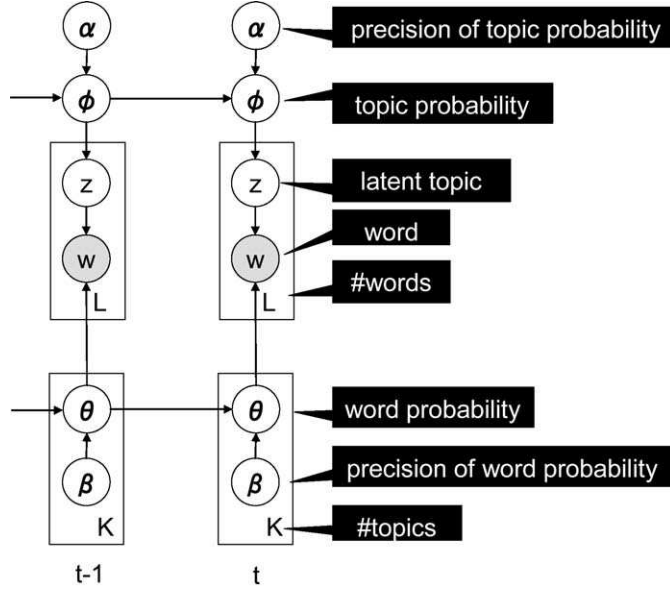 α α precision of topic probability
ϕ ϕ topic probability
z z latent topic
word
w w
#words
L L
θ θ word probability
β β precision of word probability
K K #topics
t-1 t